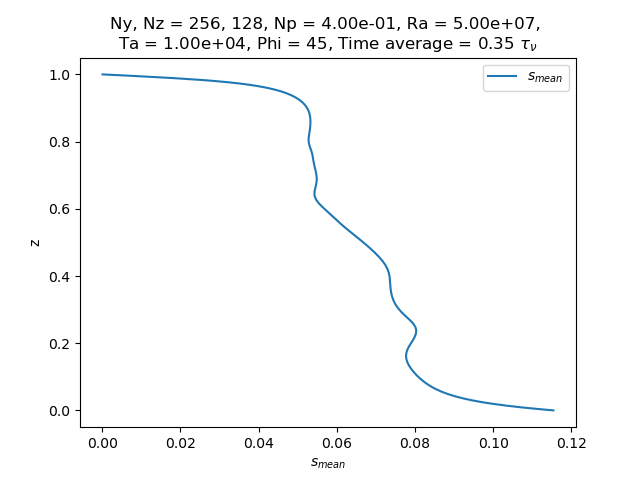 Ny, Nz = 256, 128, Np = 4.00e-01, Ra = 5.00e+07,
Ta = 1.00e+04, Phi = 45, Time average = 0.35 τᵥ
s_mean
1.0
0.8
0.6
0.4
0.2
0.0
z
0.00 0.02 0.04 0.06 0.08 0.10 0.12
s_mean